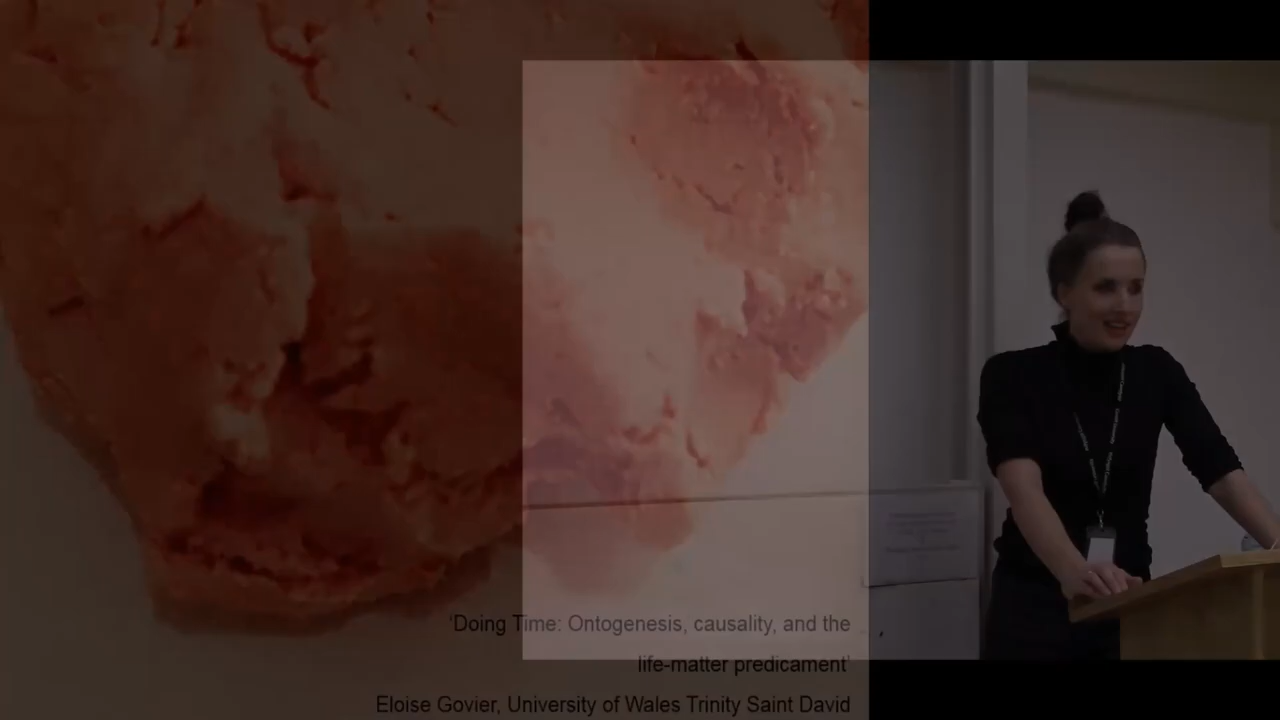 'Doing Time: Ontogenesis, causality, and the
life-matter predicament'
Eloise Govier, University of Wales Trinity Saint David